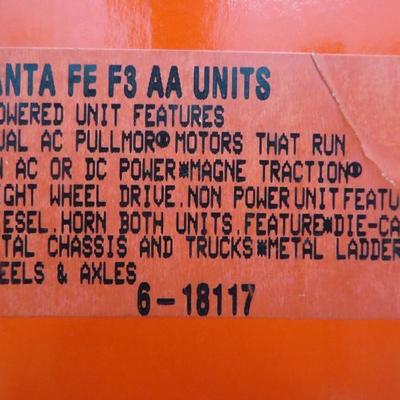 ANTA FE F3 AA UNITS
OWERED UNIT FEATURES
UAL AC PULLMOR® MOTORS THAT RUN
N AC OR DC POWER*MAGNE TRACTION®
IGHT WHEEL DRIVE.NON POWER UNIT FEATU
IESEL.HORN BOTH UNITS.FEATURE*DIE-CA
TAL CHASSIS AND TRUCKS*METAL LADDER
EELS & AXLES
6-18117